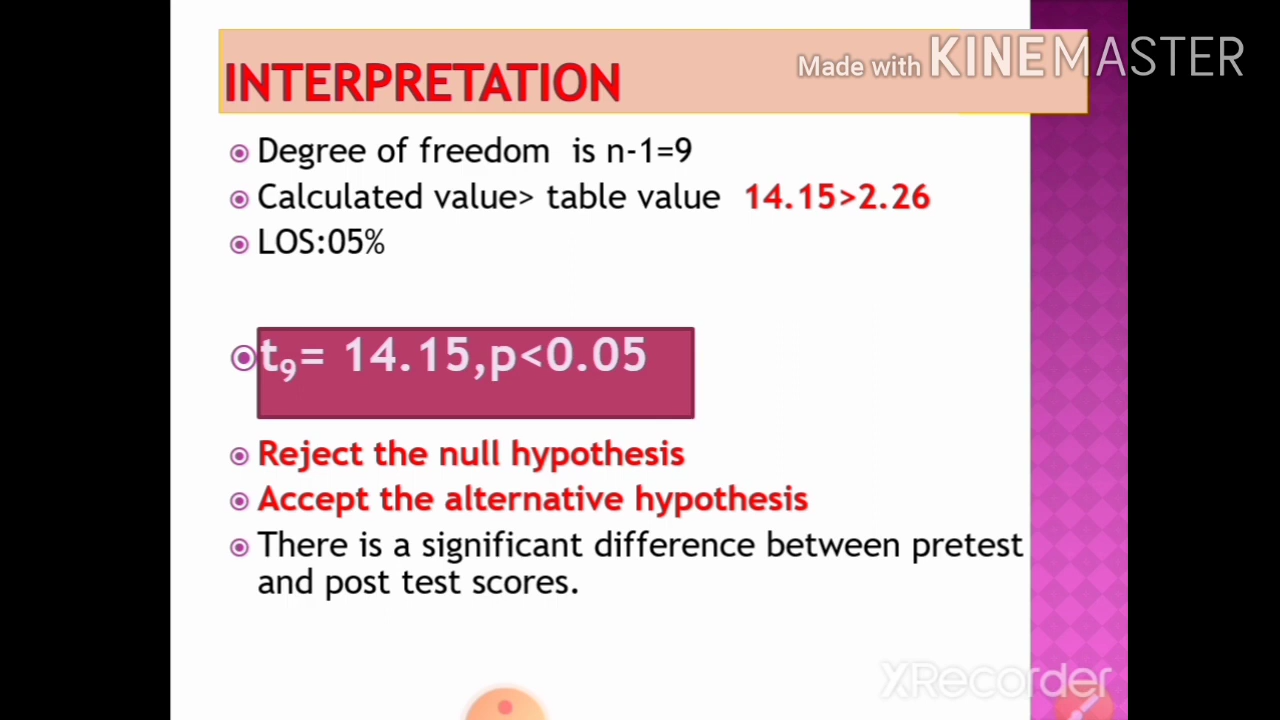 Made with KINEMASTER
INTERPRETATION
Degree of freedom is n-1=9
Calculated value> table value 14.15>2.26
LOS:05%
t₉= 14.15,p<0.05
Reject the null hypothesis
Accept the alternative hypothesis
There is a significant difference between pretest
and post test scores.
XRecorder